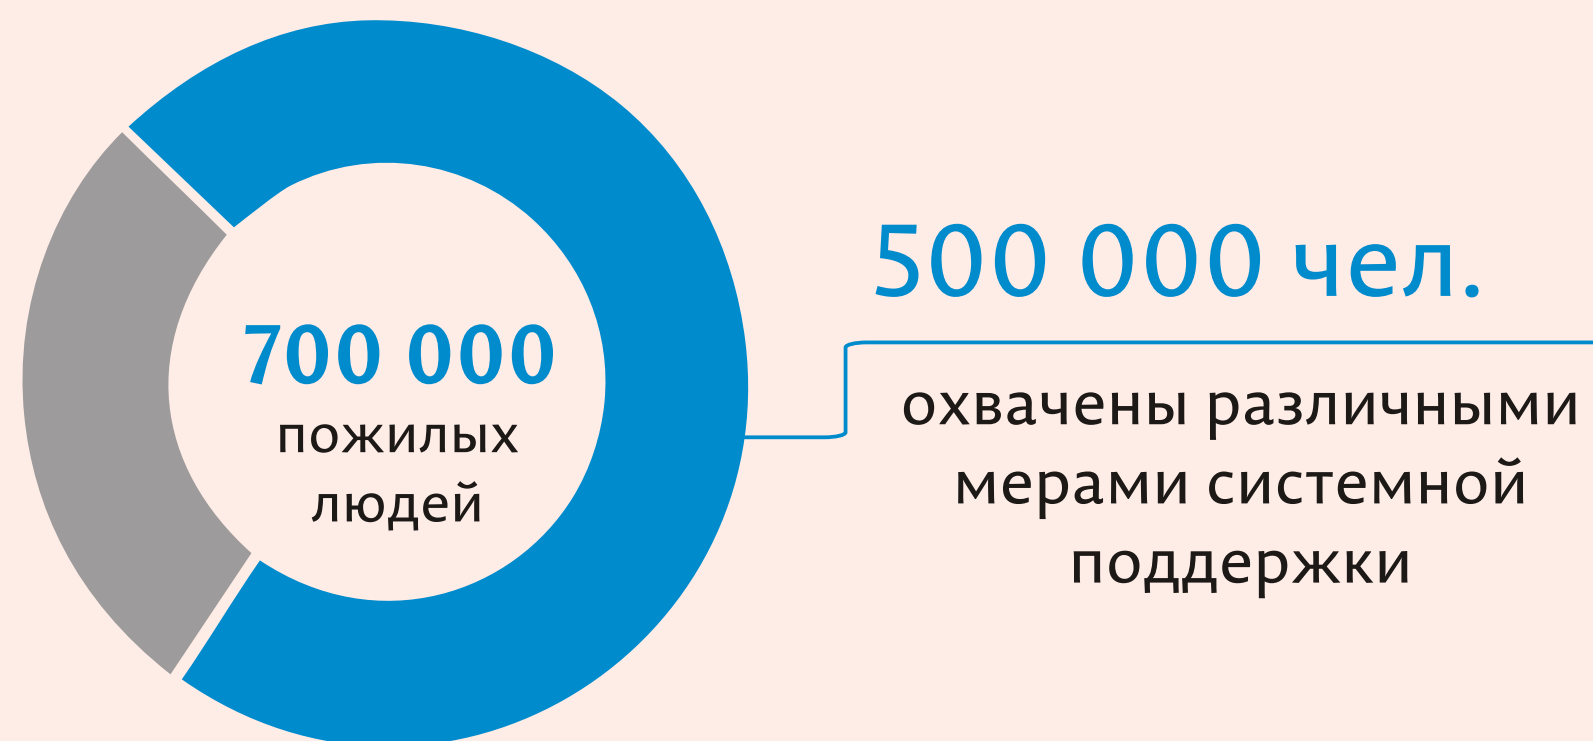 700 000
пожилых
людей
500 000 чел.
охвачены различными
мерами системной
поддержки